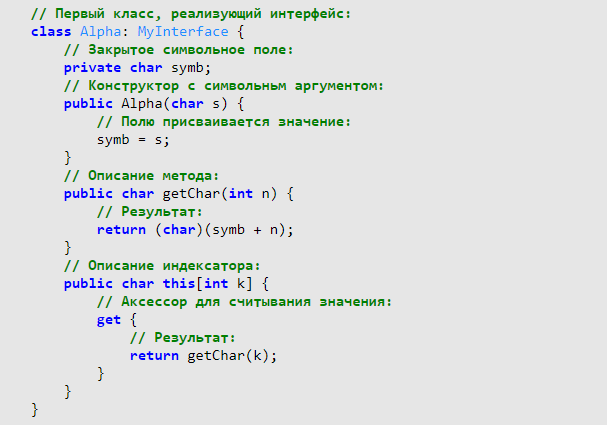 // Первый класс, реализующий интерфейс:
class Alpha: MyInterface {
// Закрытое символьное поле:
private char symb;
// Конструктор с символьньм аргументом:
public Alpha(char s) {
// Полю присваивается значение:
symb = s;
}
// Описание метода:
public char getChar(int n) {
// Результат:
return (char)(symb + n);
}
// Описание индексатора:
public char this[int k] {
// Аксессор для считывания значения:
get {
// Результат:
return getChar(k);
}
}
}